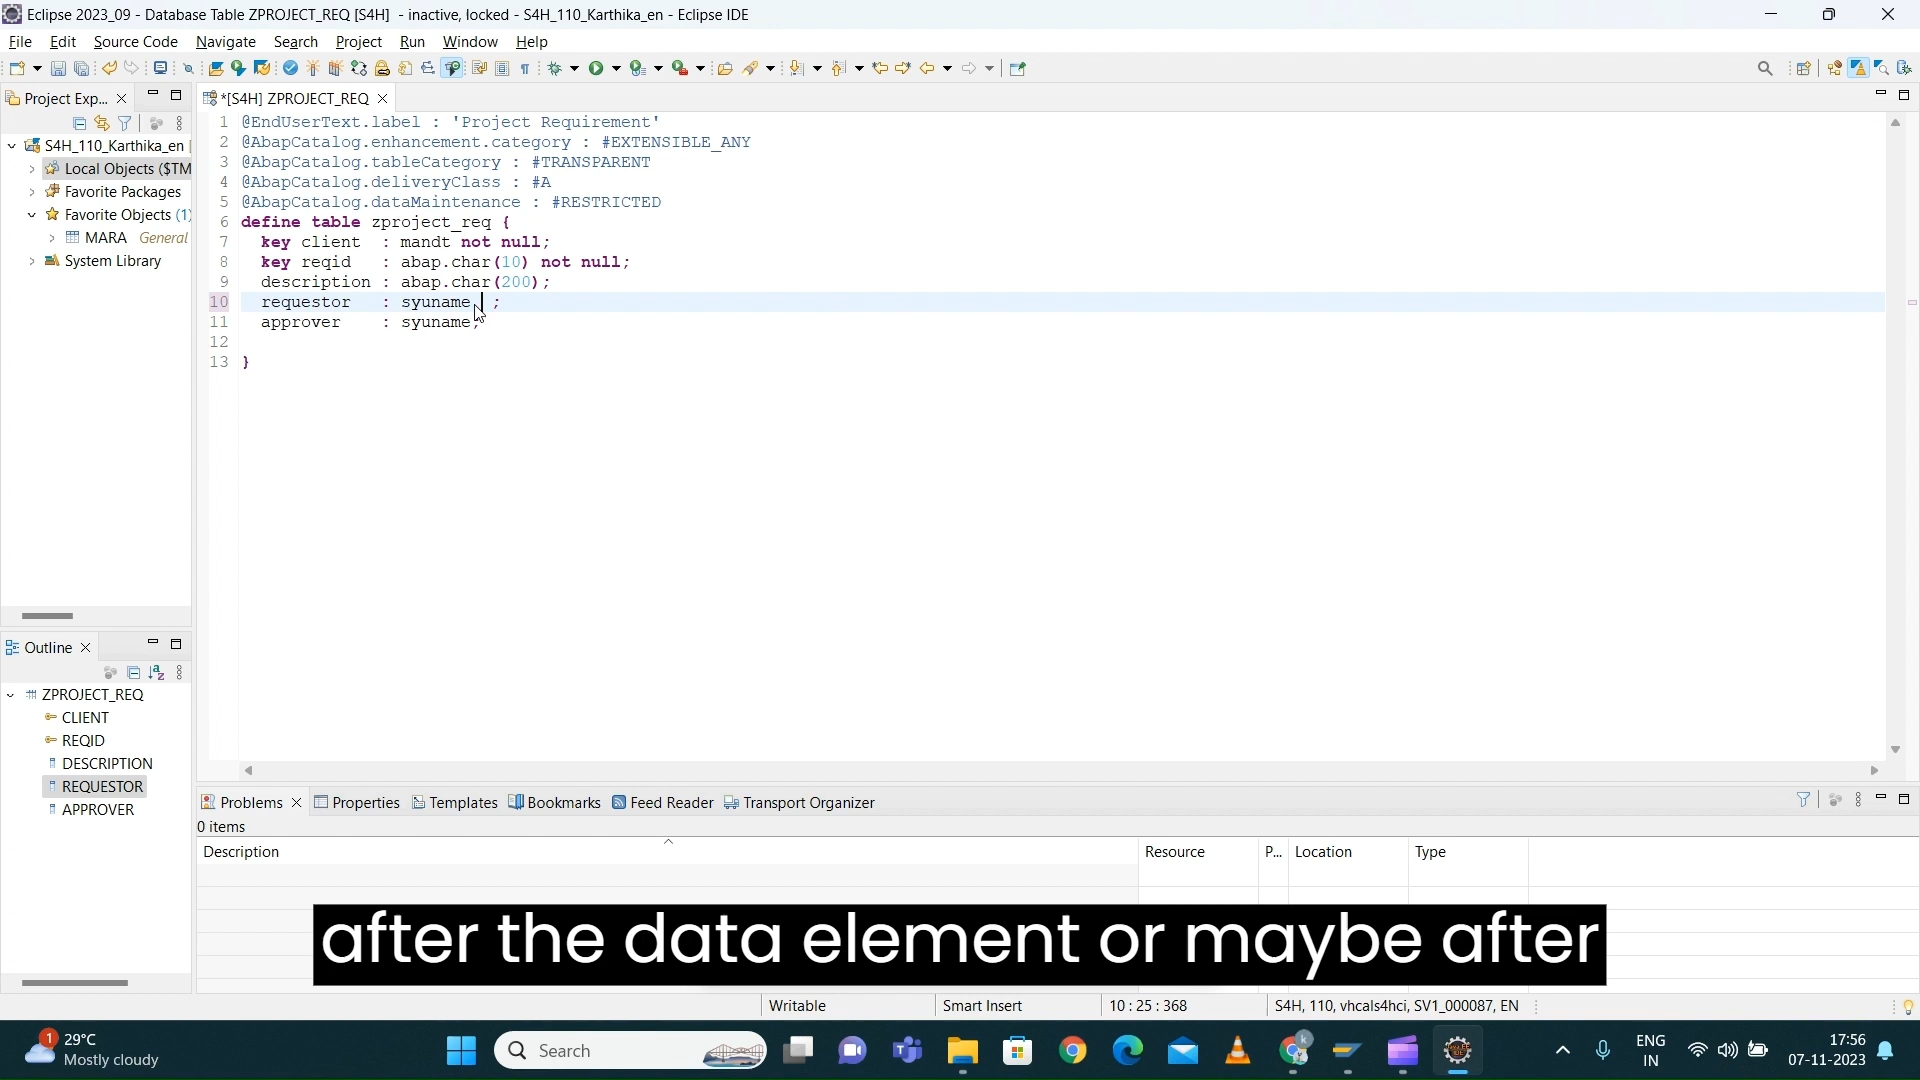 Eclipse 2023_09 - Database Table ZPROJECT_REQ [S4H]  - inactive, locked - S4H_110_Karthika_en - Eclipse IDE
File Edit Source Code Navigate Search Project Run Window Help
Project Exp...
*[S4H] ZPROJECT_REQ
S4H_110_Karthika_en
Local Objects ($TM
Favorite Packages
Favorite Objects (1)
MARA General
System Library
1 @EndUserText.label : 'Project Requirement'
2 @AbapCatalog.enhancement.category : #EXTENSIBLE_ANY
3 @AbapCatalog.tableCategory : #TRANSPARENT
4 @AbapCatalog.deliveryClass : #A
5 @AbapCatalog.dataMaintenance : #RESTRICTED
6 define table zproject_req {
7   key client  : mandt not null;
8   key reqid   : abap.char(10) not null;
9   description : abap.char(200);
10   requestor   : syuname  ;
11   approver    : syuname;
12
13 }
Outline
ZPROJECT_REQ
CLIENT
REQID
DESCRIPTION
REQUESTOR
APPROVER
Problems Properties Templates Bookmarks Feed Reader Transport Organizer
0 items
Description Resource P... Location Type
after the data element or maybe after
Writable Smart Insert 10 : 25 : 368 S4H, 110, vhcals4hci, SV1_000087, EN
1 29°C
Mostly cloudy
Search
k
ENG
IN
17:56
07-11-2023